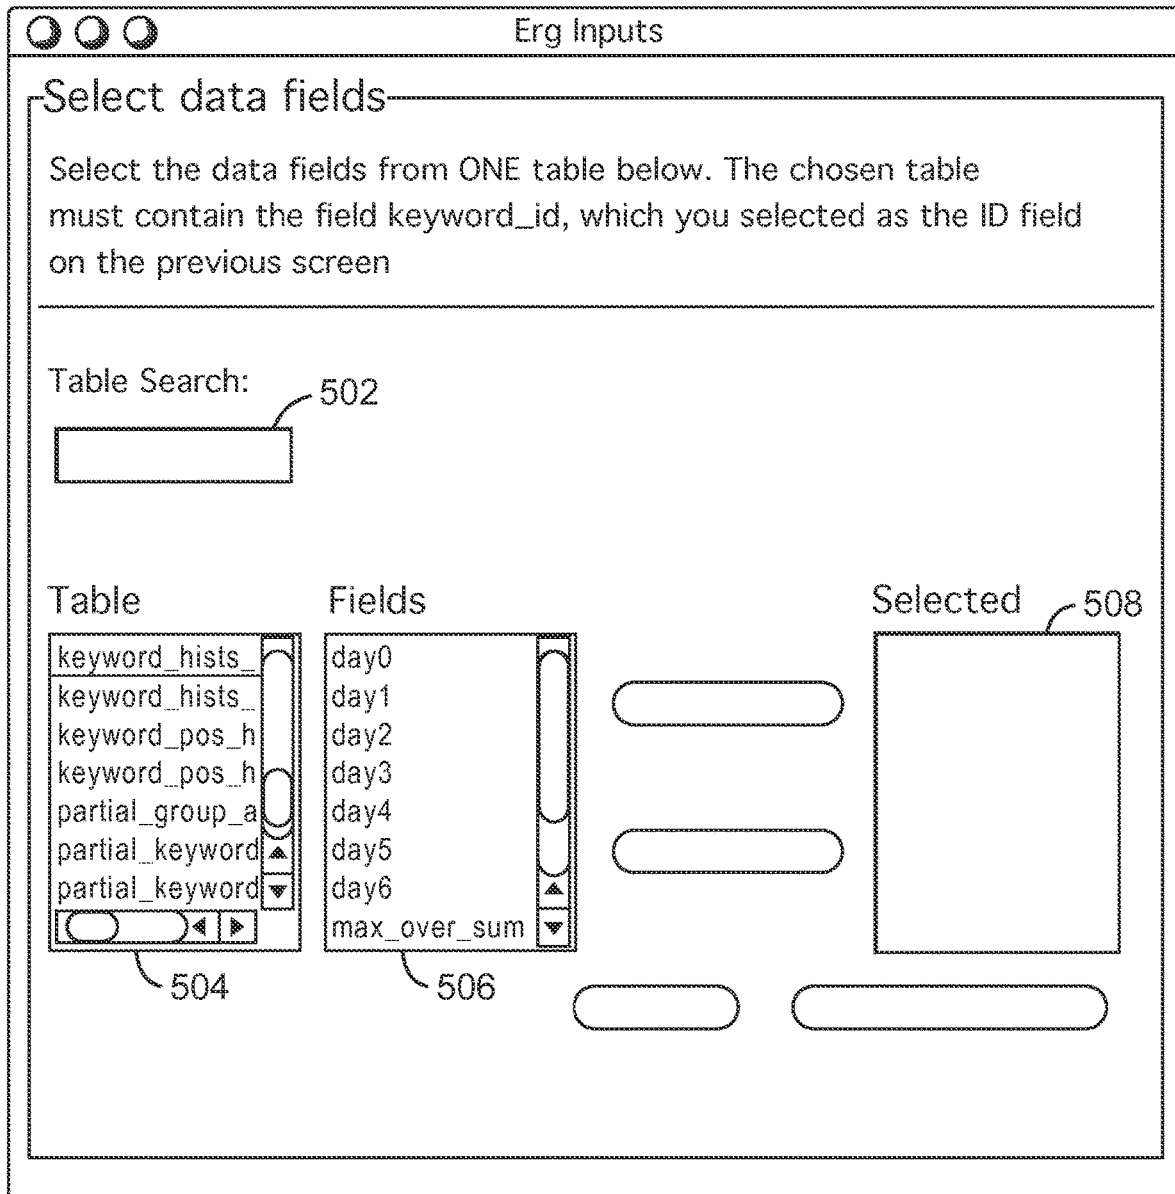 Erg Inputs
Select data fields
Select the data fields from ONE table below. The chosen table
must contain the field keyword_id, which you selected as the ID field
on the previous screen
Table Search:
502
Table
Fields
Selected
508
keyword_hists_
keyword_hists_
keyword_pos_h
keyword_pos_h
partial_group_a
partial_keyword
partial_keyword
day0
day1
day2
day3
day4
day5
day6
max_over_sum
504
506